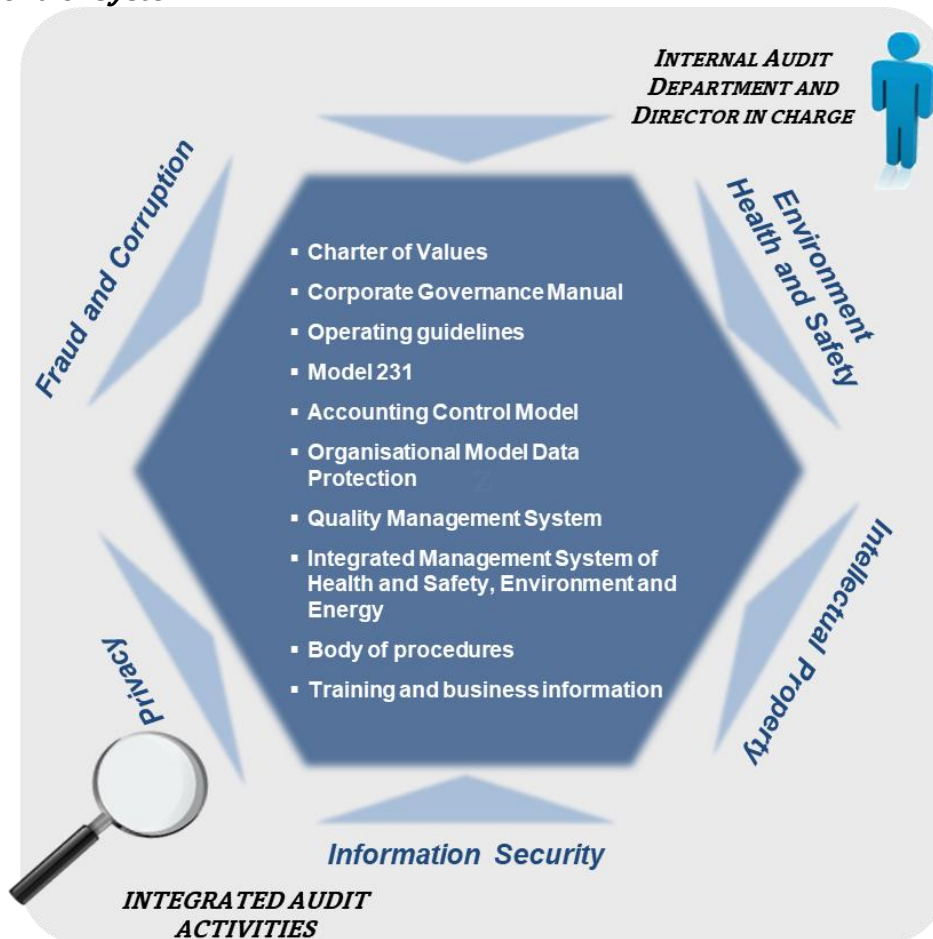 INTERNAL AUDIT
DEPARTMENT AND
DIRECTOR IN CHARGE
Fraud and Corruption
Environment
Health and Safety
▪ Charter of Values
▪ Corporate Governance Manual
▪ Operating guidelines
▪ Model 231
▪ Accounting Control Model
▪ Organisational Model Data
Protection
▪ Quality Management System
▪ Integrated Management System of
Health and Safety, Environment and
Energy
▪ Body of procedures
▪ Training and business information
Privacy
Intellectual Property
Information Security
INTEGRATED AUDIT
ACTIVITIES